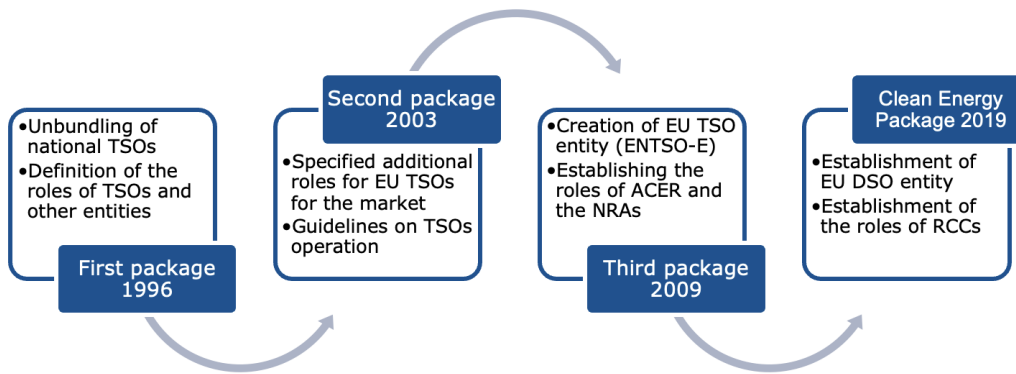 •Unbundling of
national TSOs
•Definition of the
roles of TSOs and
other entities
First package
1996
Second package
2003
•Specified additional
roles for EU TSOs
for the market
•Guidelines on TSOs
operation
•Creation of EU TSO
entity (ENTSO-E)
•Establishing the
roles of ACER and
the NRAs
Third package
2009
Clean Energy
Package 2019
•Establishment of
EU DSO entity
•Establishment of
the roles of RCCs